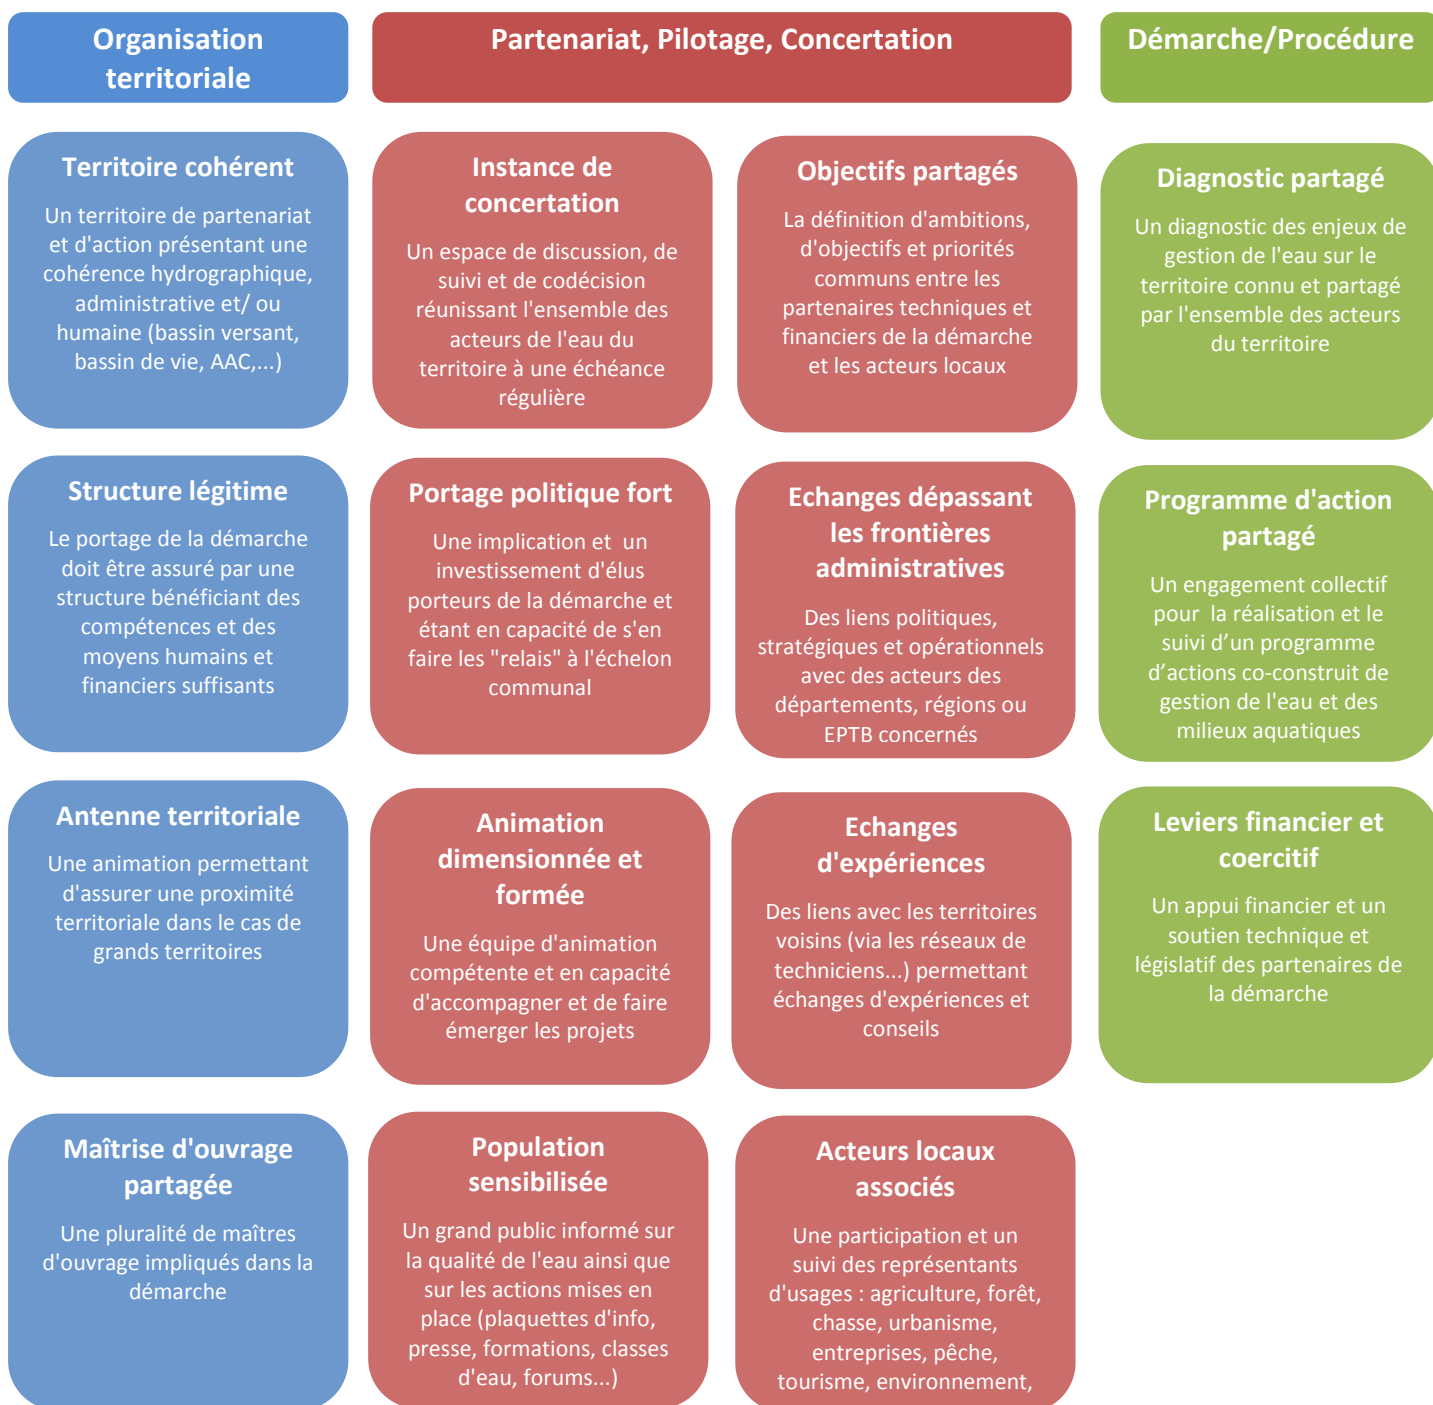 Organisation
territoriale
Partenariat, Pilotage, Concertation
Démarche/Procédure
Territoire cohérent
Un territoire de partenariat
et d'action présentant une
cohérence hydrographique,
administrative et/ ou
humaine (bassin versant,
bassin de vie, AAC,...)
Instance de
concertation
Un espace de discussion, de
suivi et de codécision
réunissant l'ensemble des
acteurs de l'eau du
territoire à une échéance
régulière
Objectifs partagés
La définition d'ambitions,
d'objectifs et priorités
communs entre les
partenaires techniques et
financiers de la démarche
et les acteurs locaux
Diagnostic partagé
Un diagnostic des enjeux de
gestion de l'eau sur le
territoire connu et partagé
par l'ensemble des acteurs
du territoire
Structure légitime
Le portage de la démarche
doit être assuré par une
structure bénéficiant des
compétences et des
moyens humains et
financiers suffisants
Portage politique fort
Une implication et un
investissement d'élus
porteurs de la démarche et
étant en capacité de s'en
faire les "relais" à l'échelon
communal
Echanges dépassant
les frontières
administratives
Des liens politiques,
stratégiques et opérationnels
avec des acteurs des
départements, régions ou
EPTB concernés
Programme d'action
partagé
Un engagement collectif
pour la réalisation et le
suivi d’un programme
d’actions co-construit de
gestion de l'eau et des
milieux aquatiques
Antenne territoriale
Une animation permettant
d'assurer une proximité
territoriale dans le cas de
grands territoires
Animation
dimensionnée et
formée
Une équipe d'animation
compétente et en capacité
d'accompagner et de faire
émerger les projets
Echanges
d'expériences
Des liens avec les territoires
voisins (via les réseaux de
techniciens...) permettant
échanges d'expériences et
conseils
Leviers financier et
coercitif
Un appui financier et un
soutien technique et
législatif des partenaires de
la démarche
Maîtrise d'ouvrage
partagée
Une pluralité de maîtres
d'ouvrage impliqués dans la
démarche
Population
sensibilisée
Un grand public informé sur
la qualité de l'eau ainsi que
sur les actions mises en
place (plaquettes d'info,
presse, formations, classes
d'eau, forums...)
Acteurs locaux
associés
Une participation et un
suivi des représentants
d'usages : agriculture, forêt,
chasse, urbanisme,
entreprises, pêche,
tourisme, environnement,